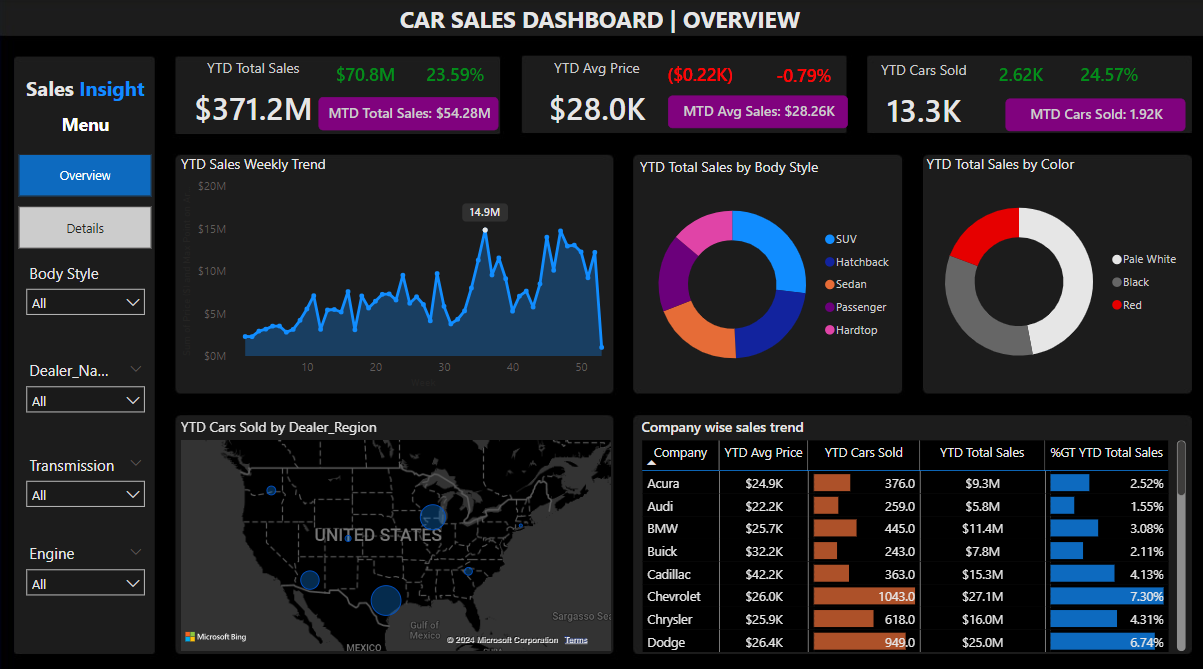 CAR SALES DASHBOARD | OVERVIEW
Sales Insight
Menu
Overview
Details
Body Style
All
Dealer_Na...
All
Transmission
All
Engine
All
YTD Total Sales
$70.8M
23.59%
$371.2M
MTD Total Sales: $54.28M
YTD Avg Price
($0.22K)
-0.79%
$28.0K
MTD Avg Sales: $28.26K
YTD Cars Sold
2.62K
24.57%
13.3K
MTD Cars Sold: 1.92K
YTD Sales Weekly Trend
$20M
$15M
$10M
$5M
$0M
14.9M
10
20
30
40
50
YTD Total Sales by Body Style
SUV
Hatchback
Sedan
Passenger
Hardtop
YTD Total Sales by Color
Pale White
Black
Red
YTD Cars Sold by Dealer_Region
UNITED STATES
Gulf of
Mexico
Sargasso Sea
MEXICO
Microsoft Bing
© 2024 Microsoft Corporation Terms
Company wise sales trend
Company YTD Avg Price YTD Cars Sold YTD Total Sales %GT YTD Total Sales
Acura $24.9K 376.0 $9.3M 2.52%
Audi $22.2K 259.0 $5.8M 1.55%
BMW $25.7K 445.0 $11.4M 3.08%
Buick $32.2K 243.0 $7.8M 2.11%
Cadillac $42.2K 363.0 $15.3M 4.13%
Chevrolet $26.0K 1043.0 $27.1M 7.30%
Chrysler $25.9K 618.0 $16.0M 4.31%
Dodge $26.4K 949.0 $25.0M 6.74%